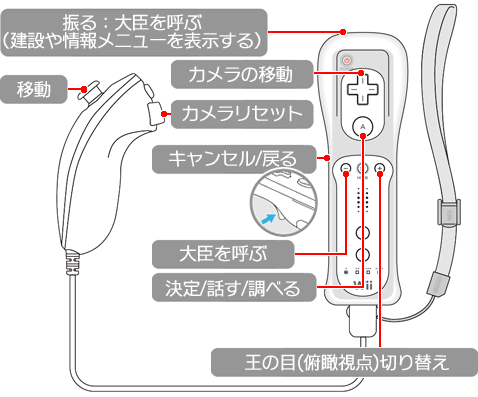 振る：大臣を呼ぶ
(建設や情報メニューを表示する)
カメラの移動
移動
カメラリセット
A
キャンセル/戻る
大臣を呼ぶ
決定/話す/調べる
Wii
王の目(俯瞰視点)切り替え